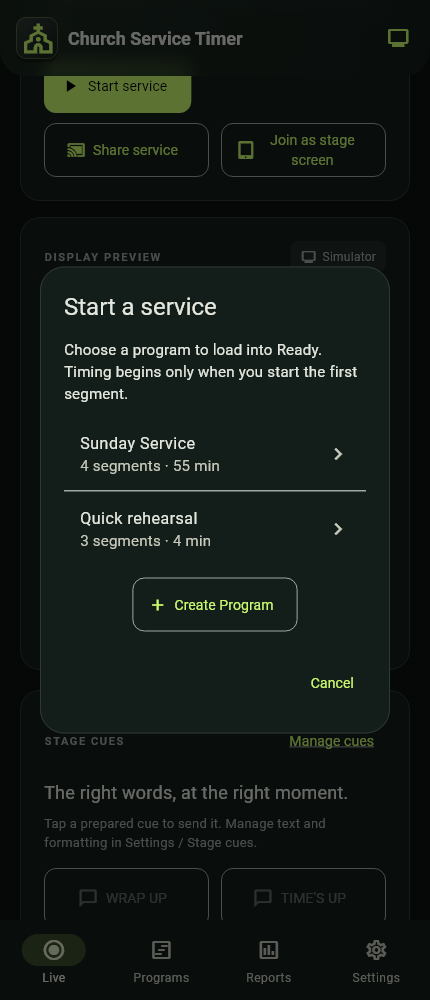 Church Service Timer
Start service
Share service
Join as stage
screen
DISPLAY PREVIEW
Simulator
Start a service
Choose a program to load into Ready.
Timing begins only when you start the first
segment.
Sunday Service
4 segments · 55 min
Quick rehearsal
3 segments · 4 min
Create Program
Cancel
STAGE CUES
Manage cues
The right words, at the right moment.
Tap a prepared cue to send it. Manage text and
formatting in Settings / Stage cues.
WRAP UP
TIME'S UP
Live
Programs
Reports
Settings